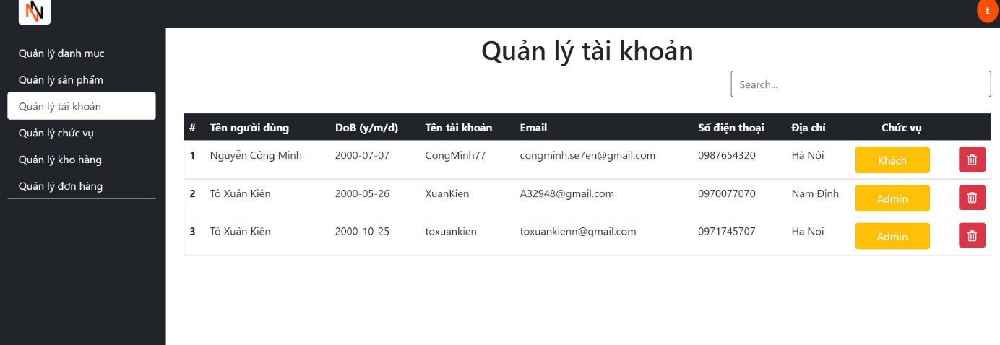 t
Quản lý danh mục
Quản lý sản phẩm
Quản lý tài khoản
Quản lý chức vụ
Quản lý kho hàng
Quản lý đơn hàng
Quản lý tài khoản
Search...
# Tên người dùng DoB (y/m/d) Tên tài khoản Email Số điện thoại Địa chỉ Chức vụ
1 Nguyễn Công Minh 2000-07-07 CongMinh77 congminh.se7en@gmail.com 0987654320 Hà Nội Khách
2 Tô Xuân Kiên 2000-05-26 XuanKien A32948@gmail.com 0970077070 Nam Định Admin
3 Tô Xuân Kiên 2000-10-25 toxuankien toxuankienn@gmail.com 0971745707 Ha Noi Admin